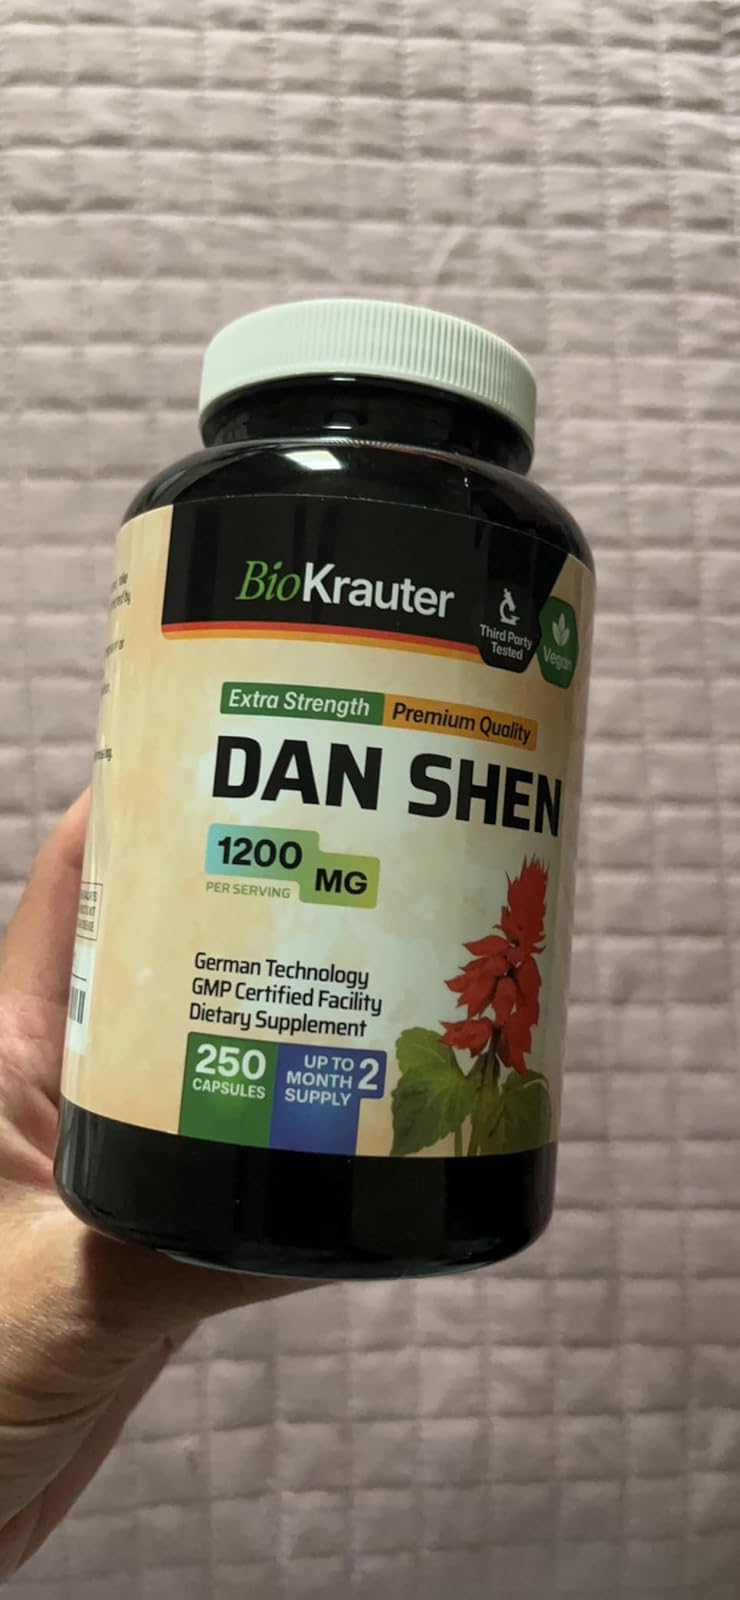 BioKrauter
Third Party
Tested
Vegan
Extra Strength
Premium Quality
DAN SHEN
1200 MG
PER SERVING
German Technology
GMP Certified Facility
Dietary Supplement
250
CAPSULES
UP TO 2
MONTH
SUPPLY